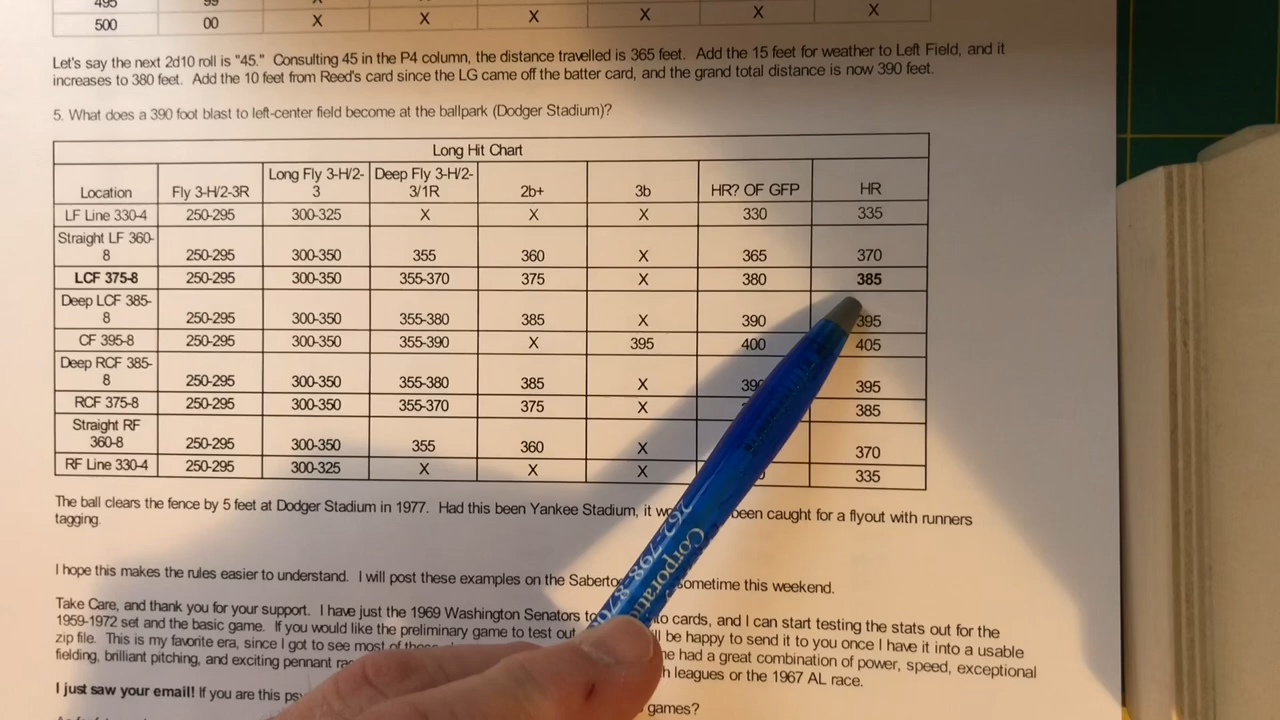 495 99 X X X X X X
500 00 X X X X X X
Let's say the next 2d10 roll is "45." Consulting 45 in the P4 column, the distance travelled is 365 feet. Add the 15 feet for weather to Left Field, and it
increases to 380 feet. Add the 10 feet from Reed's card since the LG came off the batter card, and the grand total distance is now 390 feet.
5. What does a 390 foot blast to left-center field become at the ballpark (Dodger Stadium)?
Long Hit Chart
Location Fly 3-H/2-3R Long Fly 3-H/2-3 Deep Fly 3-H/2-3/1R 2b+ 3b HR? OF GFP HR
LF Line 330-4 250-295 300-325 X X X 330 335
Straight LF 360-8 250-295 300-350 355 360 X 365 370
LCF 375-8 250-295 300-350 355-370 375 X 380 385
Deep LCF 385-8 250-295 300-350 355-380 385 X 390 395
CF 395-8 250-295 300-350 355-390 X 395 400 405
Deep RCF 385-8 250-295 300-350 355-380 385 X 390 395
RCF 375-8 250-295 300-350 355-370 375 X 385
Straight RF 360-8 250-295 300-350 355 360 X 370
RF Line 330-4 250-295 300-325 X X X 335
The ball clears the fence by 5 feet at Dodger Stadium in 1977. Had this been Yankee Stadium, it been caught for a flyout with runners
tagging.
I hope this makes the rules easier to understand. I will post these examples on the sometime this weekend.
Take Care, and thank you for your support. I have just the 1969 Washington Senators cards, and I can start testing the stats out for the
1959-1972 set and the basic game. If you would like the preliminary game to test out be happy to send it to you once I have it into a usable
zip file. This is my favorite era, since I got to see most of had a great combination of power, speed, exceptional
fielding, brilliant pitching, and exciting pennant leagues or the 1967 AL race.
I just saw your email! If you are this
games?
Corporati
262-798-870